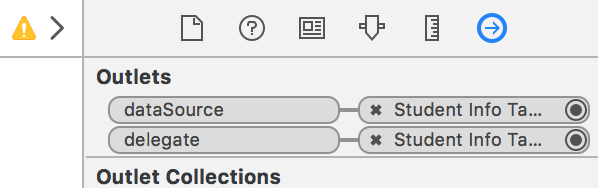 Outlets
dataSource Student Info Ta...
delegate Student Info Ta...
Outlet Collections